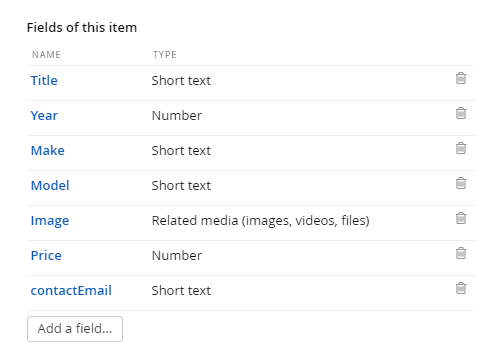 Fields of this item
NAME TYPE
Title Short text
Year Number
Make Short text
Model Short text
Image Related media (images, videos, files)
Price Number
contactEmail Short text
Add a field...